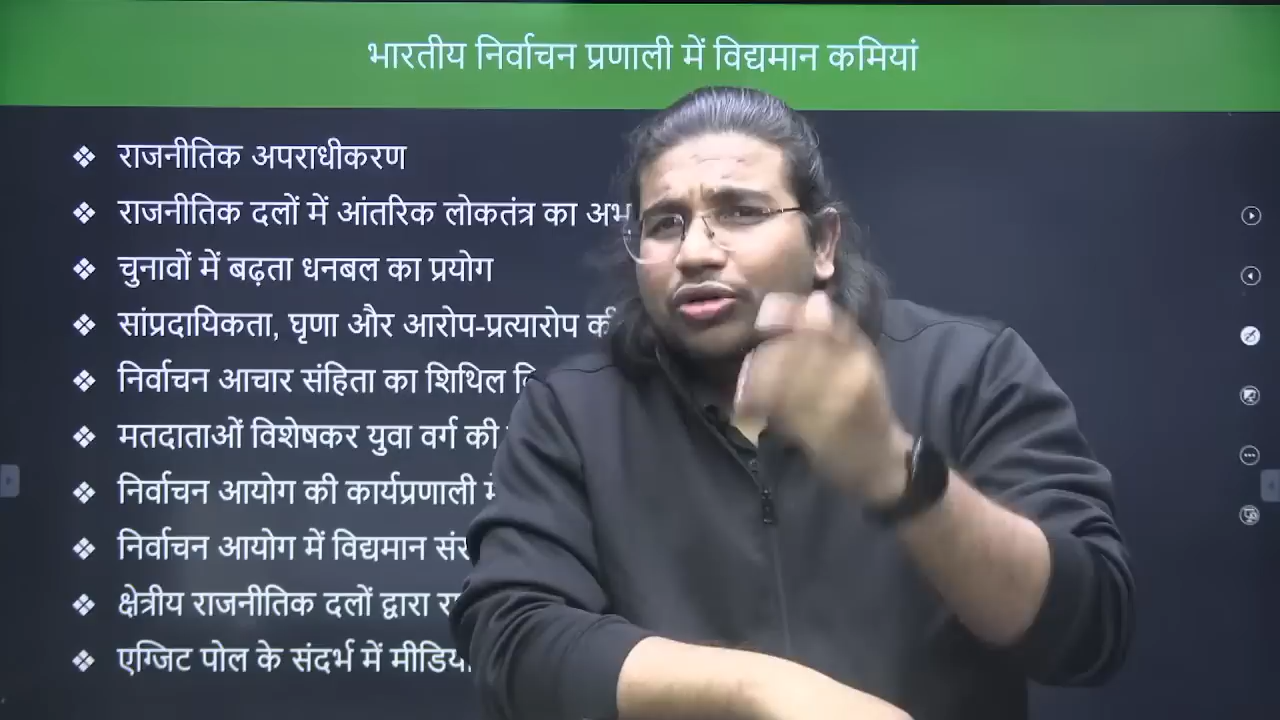 भारतीय निर्वाचन प्रणाली में विद्यमान कमियां
❖ राजनीतिक अपराधीकरण
❖ राजनीतिक दलों में आंतरिक लोकतंत्र का
❖ चुनावों में बढ़ता धनबल का प्रयोग
❖ सांप्रदायिकता, घृणा और आरोप-प्रत्यारोप की
❖ निर्वाचन आचार संहिता का शिथिल
❖ मतदाताओं विशेषकर युवा वर्ग की
❖ निर्वाचन आयोग की कार्यप्रणाली
❖ निर्वाचन आयोग में विद्यमान
❖ क्षेत्रीय राजनीतिक दलों द्वारा
❖ एग्जिट पोल के संदर्भ में